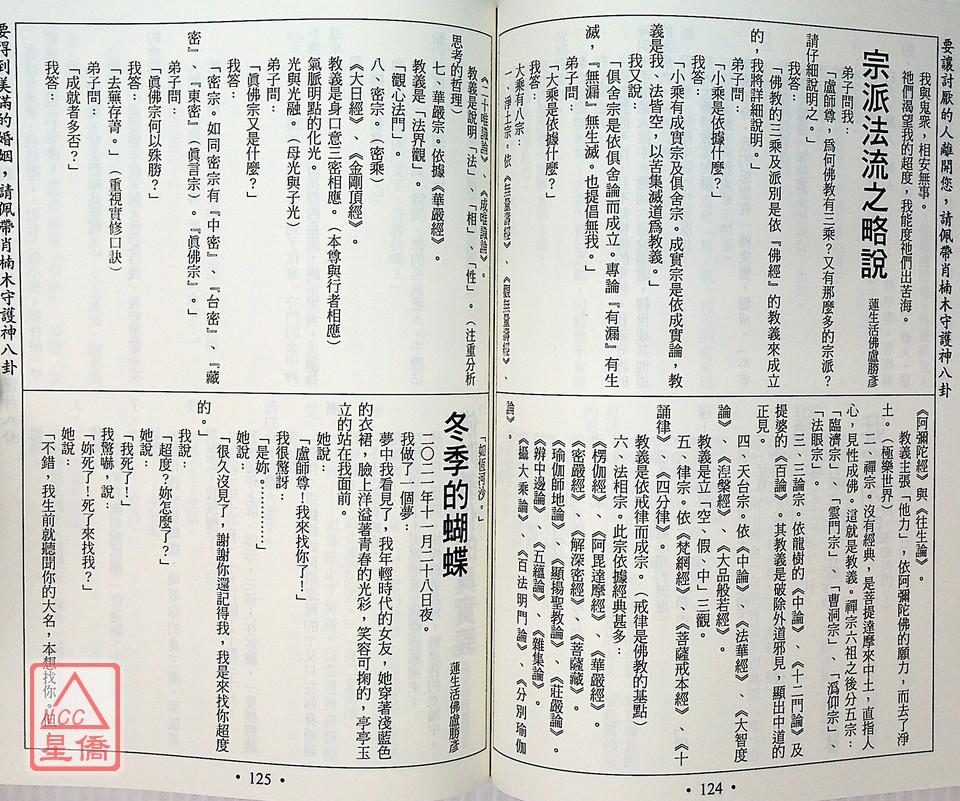 要讓討厭的人離開您，請佩帶肖楠木守護神八卦
我與鬼衆，相安無事。
祂們渴望我的超度，我能度祂們出苦海。
宗派法流之略說
蓮生活佛盧勝彥
弟子問我：
「盧師尊，爲何佛教有三乘？又有那麼多的宗派？
請仔細說明之。」
我答：
「佛教的三乘及派別是依『佛經』的教義來成立
的，我將詳細說明。」
弟子問：
「小乘是依據什麼？」
我答：
「小乘有成實宗及俱舍宗。成實宗是依成實論，教
義是我、法皆空，以苦集滅道爲教義。」
我又說：
「俱舍宗是依俱舍論而成立。專論『有漏』有生
滅，『無漏』無生滅。也提倡無我。」
弟子問：
「大乘是依據什麼？」
我答：
「大乘有八宗：
一、淨土宗。依《無量壽經》、《觀無量壽經》、
《阿彌陀經》與《往生論》。
教義主張「他力」，依阿彌陀佛的願力，而去了淨
土。（極樂世界）
二、禪宗。沒有經典，是菩提達摩來中土，直指人
心，見性成佛。這就是教義。禪宗六祖之後分五宗：
「臨濟宗」、「雲門宗」、「曹洞宗」、「潙仰宗」、
「法眼宗」。
三、三論宗。依龍樹的《中論》、《十二門論》及
提婆的《百論》。其教義是破除外道邪見，顯出中道的
正見。
四、天台宗。依《中論》、《法華經》、《大智度
論》、《涅槃經》、《大品般若經》。
教義是立「空、假、中」三觀。
五、律宗。依《梵網經》、《菩薩戒本經》、《十
誦律》、《四分律》。
教義是依戒律而成宗。（戒律是佛教的基點）
六、法相宗。此宗依據經典甚多：
《楞伽經》、《阿毘達摩經》、《華嚴經》。
《密嚴經》、《解深密經》、《菩薩藏》。
《瑜伽師地論》、《顯揚聖教論》、《莊嚴論》。
《辯中邊論》、《五蘊論》、《雜集論》。
《攝大乘論》、《百法明門論》、《分別瑜伽
論》。
• 124 •
《二十唯識論》、《成唯識論》。
教義是說明「法」、「相」、「性」。（注重分析
思考的哲理）
七、華嚴宗。依據《華嚴經》。
教義是「法界觀」。
「觀心法門」。
八、密宗。（密乘）
《大日經》、《金剛頂經》。
教義是身口意三密相應。（本尊與行者相應）
氣脈明點的化光。
光與光融。（母光與子光）
弟子問：
「眞佛宗又是什麼？」
我答：
「密宗。如同密宗有『中密』、『台密』、『藏
密』、『東密』（眞言宗）。『眞佛宗』。」
弟子問：
「眞佛宗何以殊勝？」
我答：
「去蕪存菁。」（重視實修口訣）
弟子問：
「成就者多否？」
我答：
「如恆河沙。」
冬季的蝴蝶
蓮生活佛盧勝彥
二〇二一年十一月二十八日夜。
我做了一個夢：
夢中我看見了，我年輕時代的女友，她穿著淺藍色
的衣裙，臉上洋溢著青春的光彩，笑容可掬的，亭亭玉
立的站在我面前。
她說：
「盧師尊！我來找你了！」
我很驚訝：
「是妳。…………」
她說：
「很久沒見了，謝謝你還記得我，我是來找你超度
的。」
我說：
「超度？妳怎麼了？」
她說：
「我死了！」
我驚嚇，說：
「妳死了！死了來找我？」
她說：
「不錯，我生前就聽聞你的大名，本想找你。但
• 125 •
要得到美滿的婚姻，請佩帶肖楠木守護神八卦
NCC
星僑